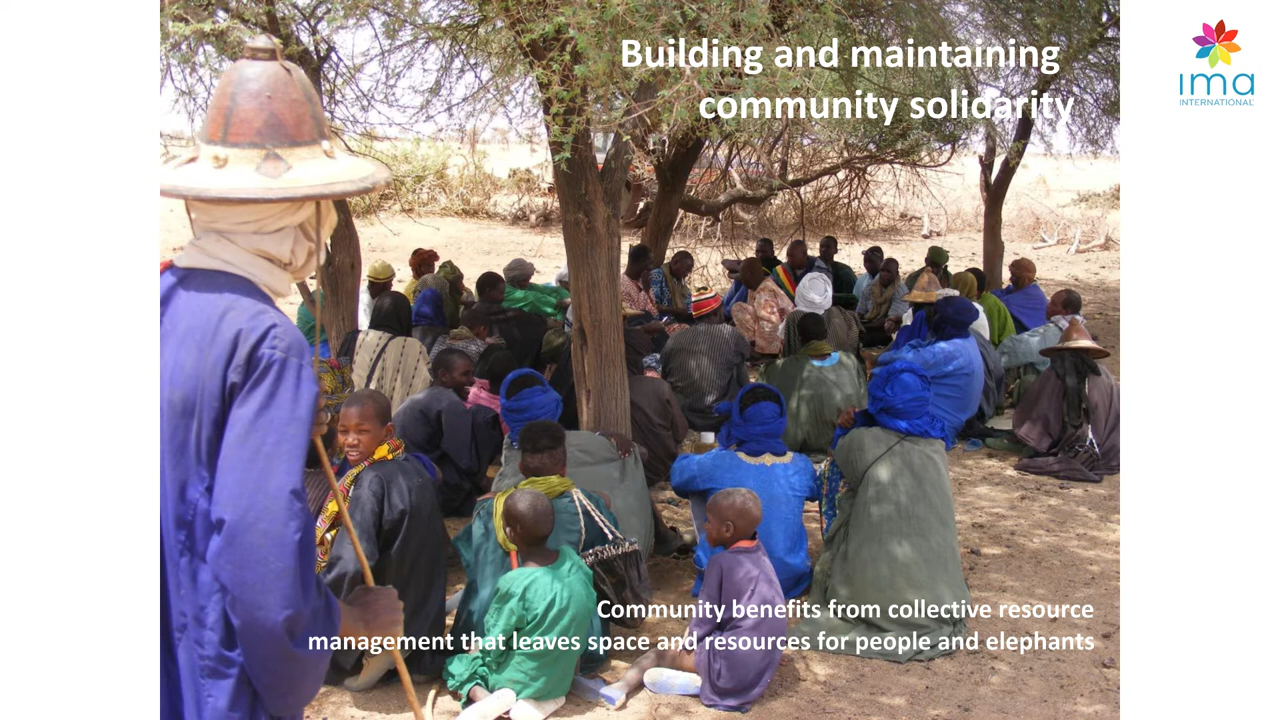 Building and maintaining
community solidarity
ima
INTERNATIONAL
Community benefits from collective resource
management that leaves space and resources for people and elephants